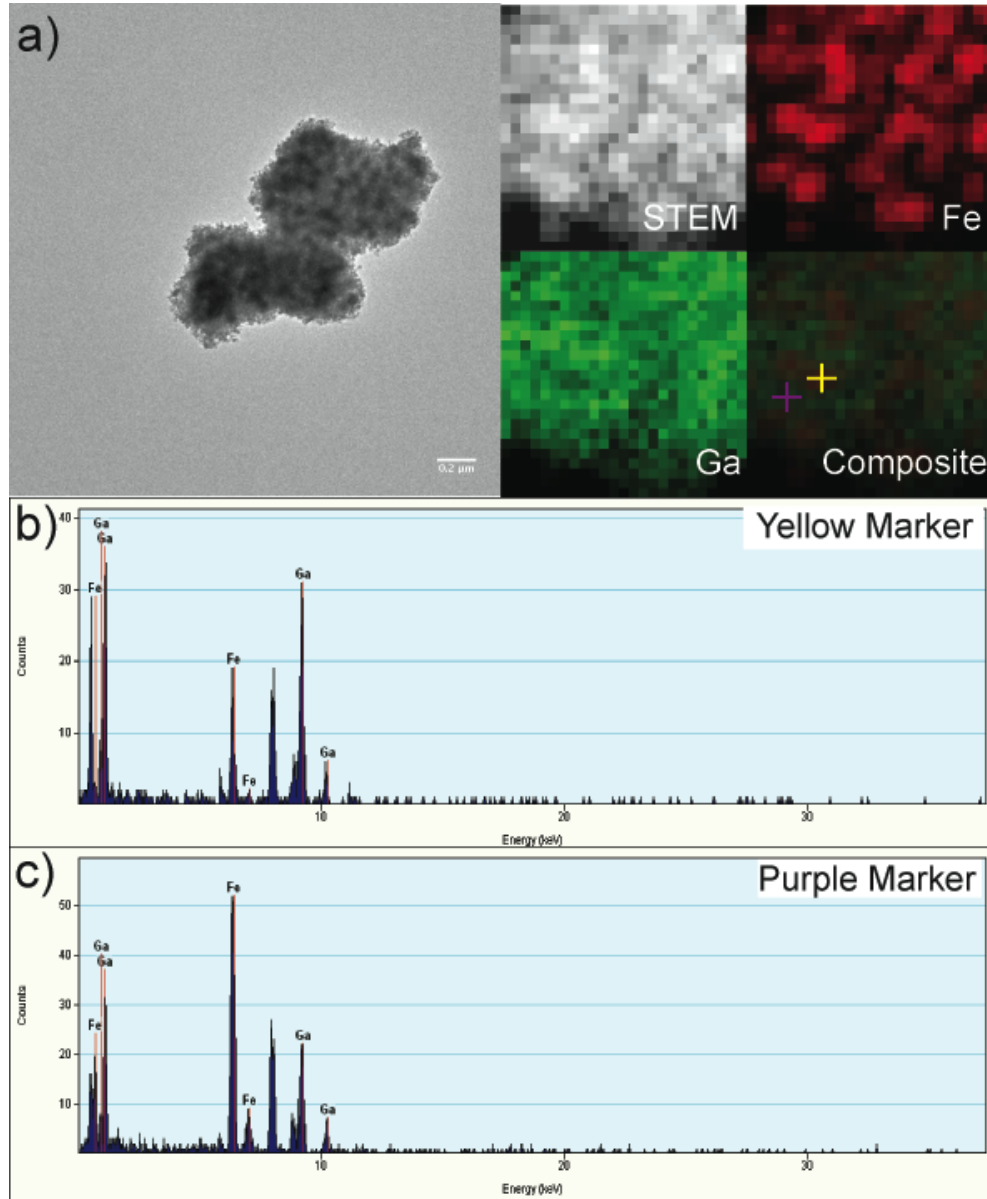 a)
STEM
Fe
0.2 µm
Ga
Composite
b)
Yellow Marker
40
30
20
10
Counts
Ga
Ga
Fe
Fe
Fe
Ga
Ga
10
20
30
Energy (keV)
c)
Purple Marker
50
40
30
20
10
Counts
Ga
Ga
Fe
Fe
Fe
Ga
Ga
10
20
30
Energy (keV)